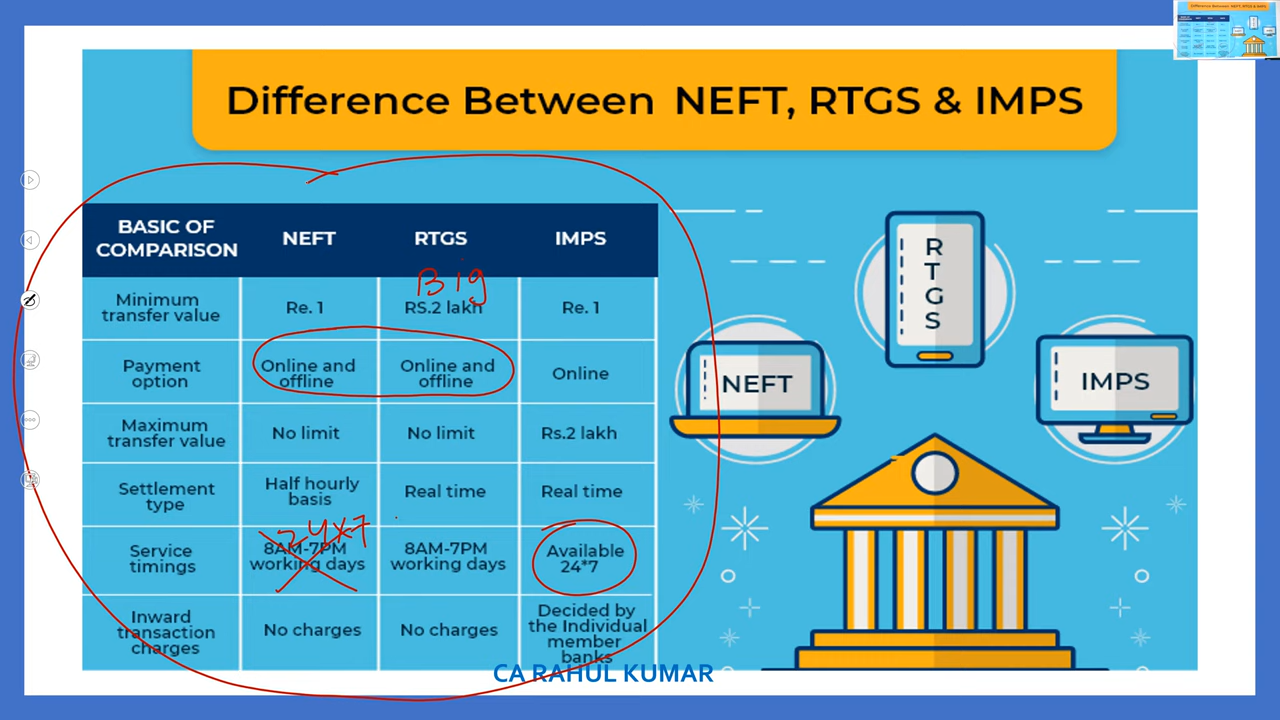 Difference Between NEFT, RTGS & IMPS
BASIC OF
COMPARISON
NEFT
RTGS
IMPS
Big
Minimum
transfer value
Re. 1
RS.2 lakh
Re. 1
Payment
option
Online and
offline
Online and
offline
Online
Maximum
transfer value
No limit
No limit
Rs.2 lakh
Settlement
type
Half hourly
basis
Real time
Real time
24x7
Service
timings
8AM-7PM
working days
8AM-7PM
working days
Available
24*7
Inward
transaction
charges
No charges
No charges
Decided by
the Individual
member
banks
RTGS
NEFT
IMPS
CA RAHUL KUMAR